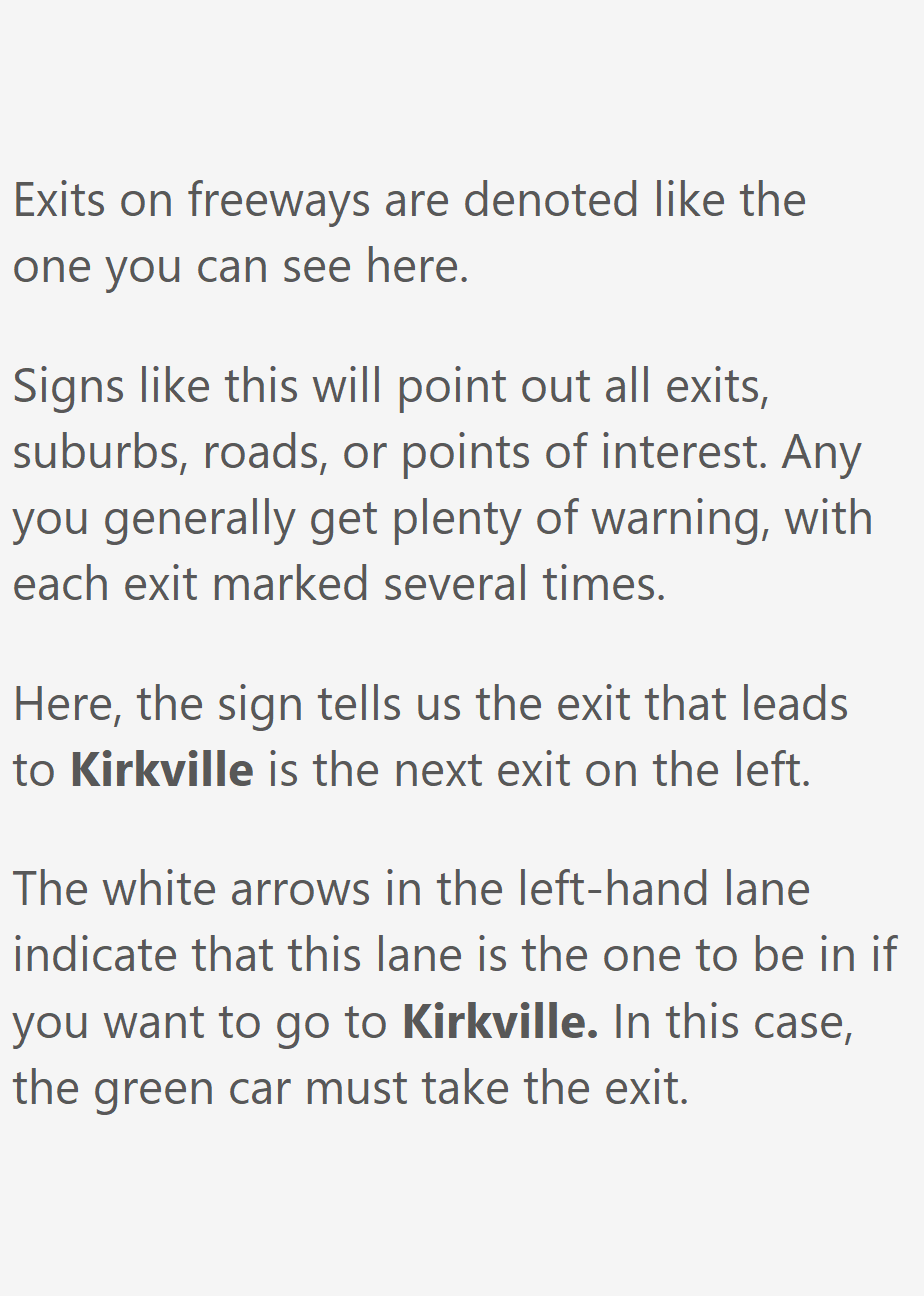 Exits on freeways are denoted like the
one you can see here.
Signs like this will point out all exits,
suburbs, roads, or points of interest. Any
you generally get plenty of warning, with
each exit marked several times.
Here, the sign tells us the exit that leads
to Kirkville is the next exit on the left.
The white arrows in the left-hand lane
indicate that this lane is the one to be in if
you want to go to Kirkville. In this case,
the green car must take the exit.